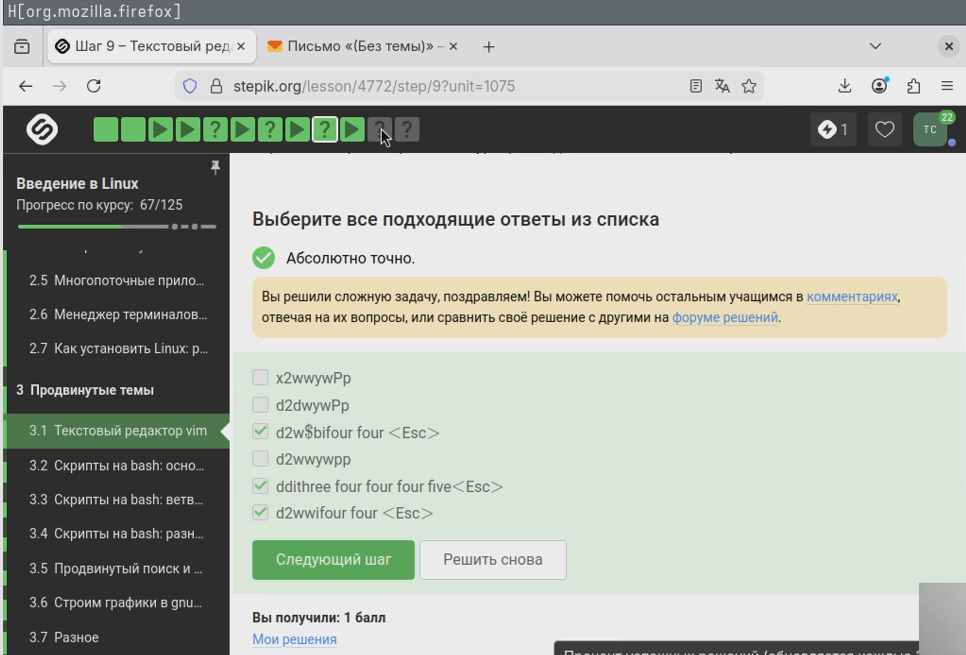 H[org.mozilla.firefox]
Шаг 9 – Текстовый ред
Письмо «(Без темы)» –
stepik.org/lesson/4772/step/9?unit=1075
? ? ? ? ?
1
TC
22
Введение в Linux
Прогресс по курсу: 67/125
2.5 Многопоточные прило...
2.6 Менеджер терминалов...
2.7 Как установить Linux: р...
3 Продвинутые темы
3.1 Текстовый редактор vim
3.2 Скрипты на bash: осно...
3.3 Скрипты на bash: ветв...
3.4 Скрипты на bash: разн...
3.5 Продвинутый поиск и ...
3.6 Строим графики в gnu...
3.7 Разное
Выберите все подходящие ответы из списка
Абсолютно точно.
Вы решили сложную задачу, поздравляем! Вы можете помочь остальным учащимся в комментариях,
отвечая на их вопросы, или сравнить своё решение с другими на форуме решений.
x2wwywPp
d2dwywPp
d2w$bifour four <Esc>
d2wwywpp
ddithree four four four five<Esc>
d2wwifour four <Esc>
Следующий шаг
Решить снова
Вы получили: 1 балл
Мои решения